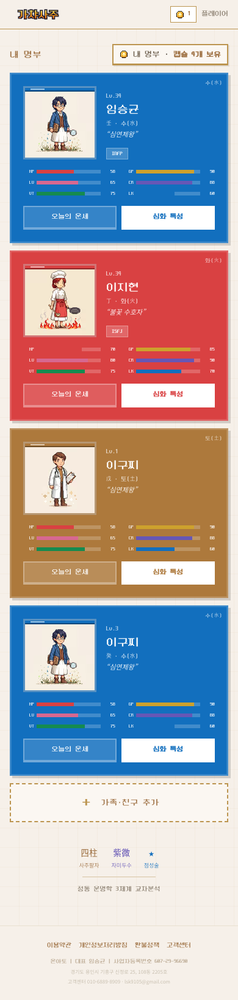 가챠사주
1
플레이어
내 명부
내 명부 · 캡슐 9개 보유
수(水)
Lv.39
임승균
壬 · 수(水)
“심연제왕”
INFP
HP 58 GP 90
LV 65 CR 88
VT 75 LK 60
오늘의 운세
심화 특성
화(火)
Lv.39
이지현
丁 · 화(火)
“불꽃 수호자”
ISFJ
HP 70 GP 85
LV 80 CR 90
VT 75 LK 70
오늘의 운세
심화 특성
토(土)
Lv.1
이구찌
戊 · 토(土)
“심연제왕”
HP 58 GP 90
LV 65 CR 88
VT 75 LK 60
오늘의 운세
심화 특성
수(水)
Lv.3
이구찌
癸 · 수(水)
“심연제왕”
HP 58 GP 90
LV 65 CR 88
VT 75 LK 60
오늘의 운세
심화 특성
+ 가족·친구 추가
四柱 紫微 ★
사주팔자 자미두수 점성술
정통 운명학 3체계 교차분석
이용약관 개인정보처리방침 환불정책 고객센터
온아토 | 대표 임승균 | 사업자등록번호 607-29-96690
경기도 용인시 기흥구 신정로 25, 108동 2205호
고객센터 010-6889-8909 · lsk9105@gmail.com